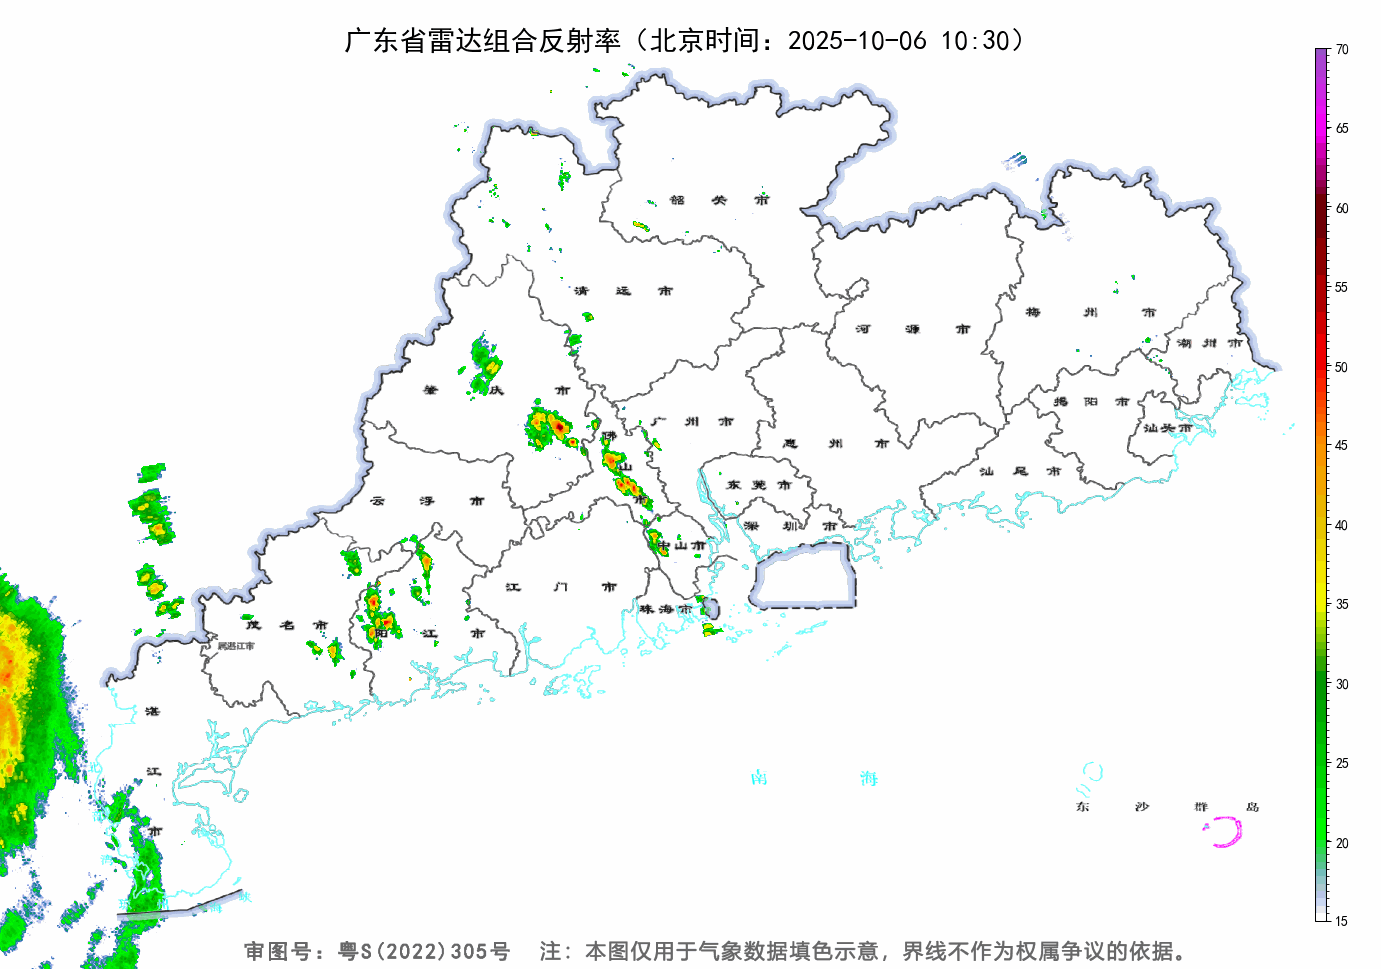 广东省雷达组合反射率（北京时间：2025-10-06 10:30）
70
65
60
55
50
45
40
35
30
25
20
15
韶关市
清远市
河源市
梅州市
潮州市
肇庆市
广州市
佛山市
惠州市
揭阳市
汕头市
汕尾市
东莞市
云浮市
深圳市
中山市
江门市
珠海市
茂名市
属湛江市
阳江市
湛江市
南海
东沙群岛
琼
海
峡
审图号：粤S(2022)305号 注：本图仅用于气象数据填色示意，界线不作为权属争议的依据。